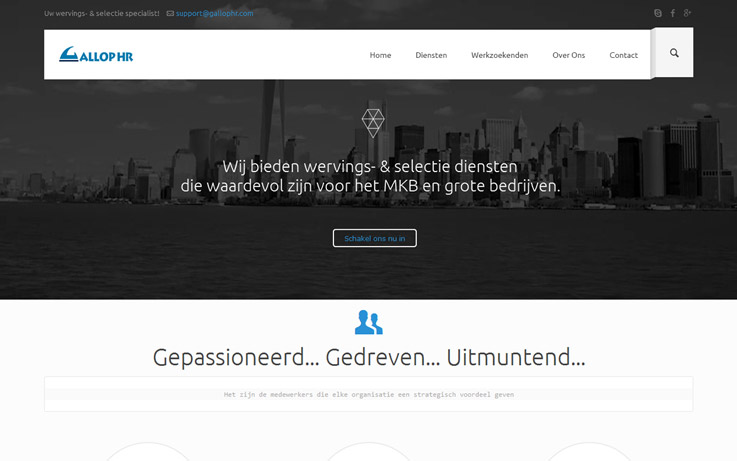 Uw wervings- & selectie specialist! support@gallophr.com
ALLOP HR
Home Diensten Werkzoekenden Over Ons Contact
Wij bieden wervings- & selectie diensten
die waardevol zijn voor het MKB en grote bedrijven.
Schakel ons nu in
Gepassioneerd... Gedreven... Uitmuntend...
Het zijn de medewerkers die elke organisatie een strategisch voordeel geven